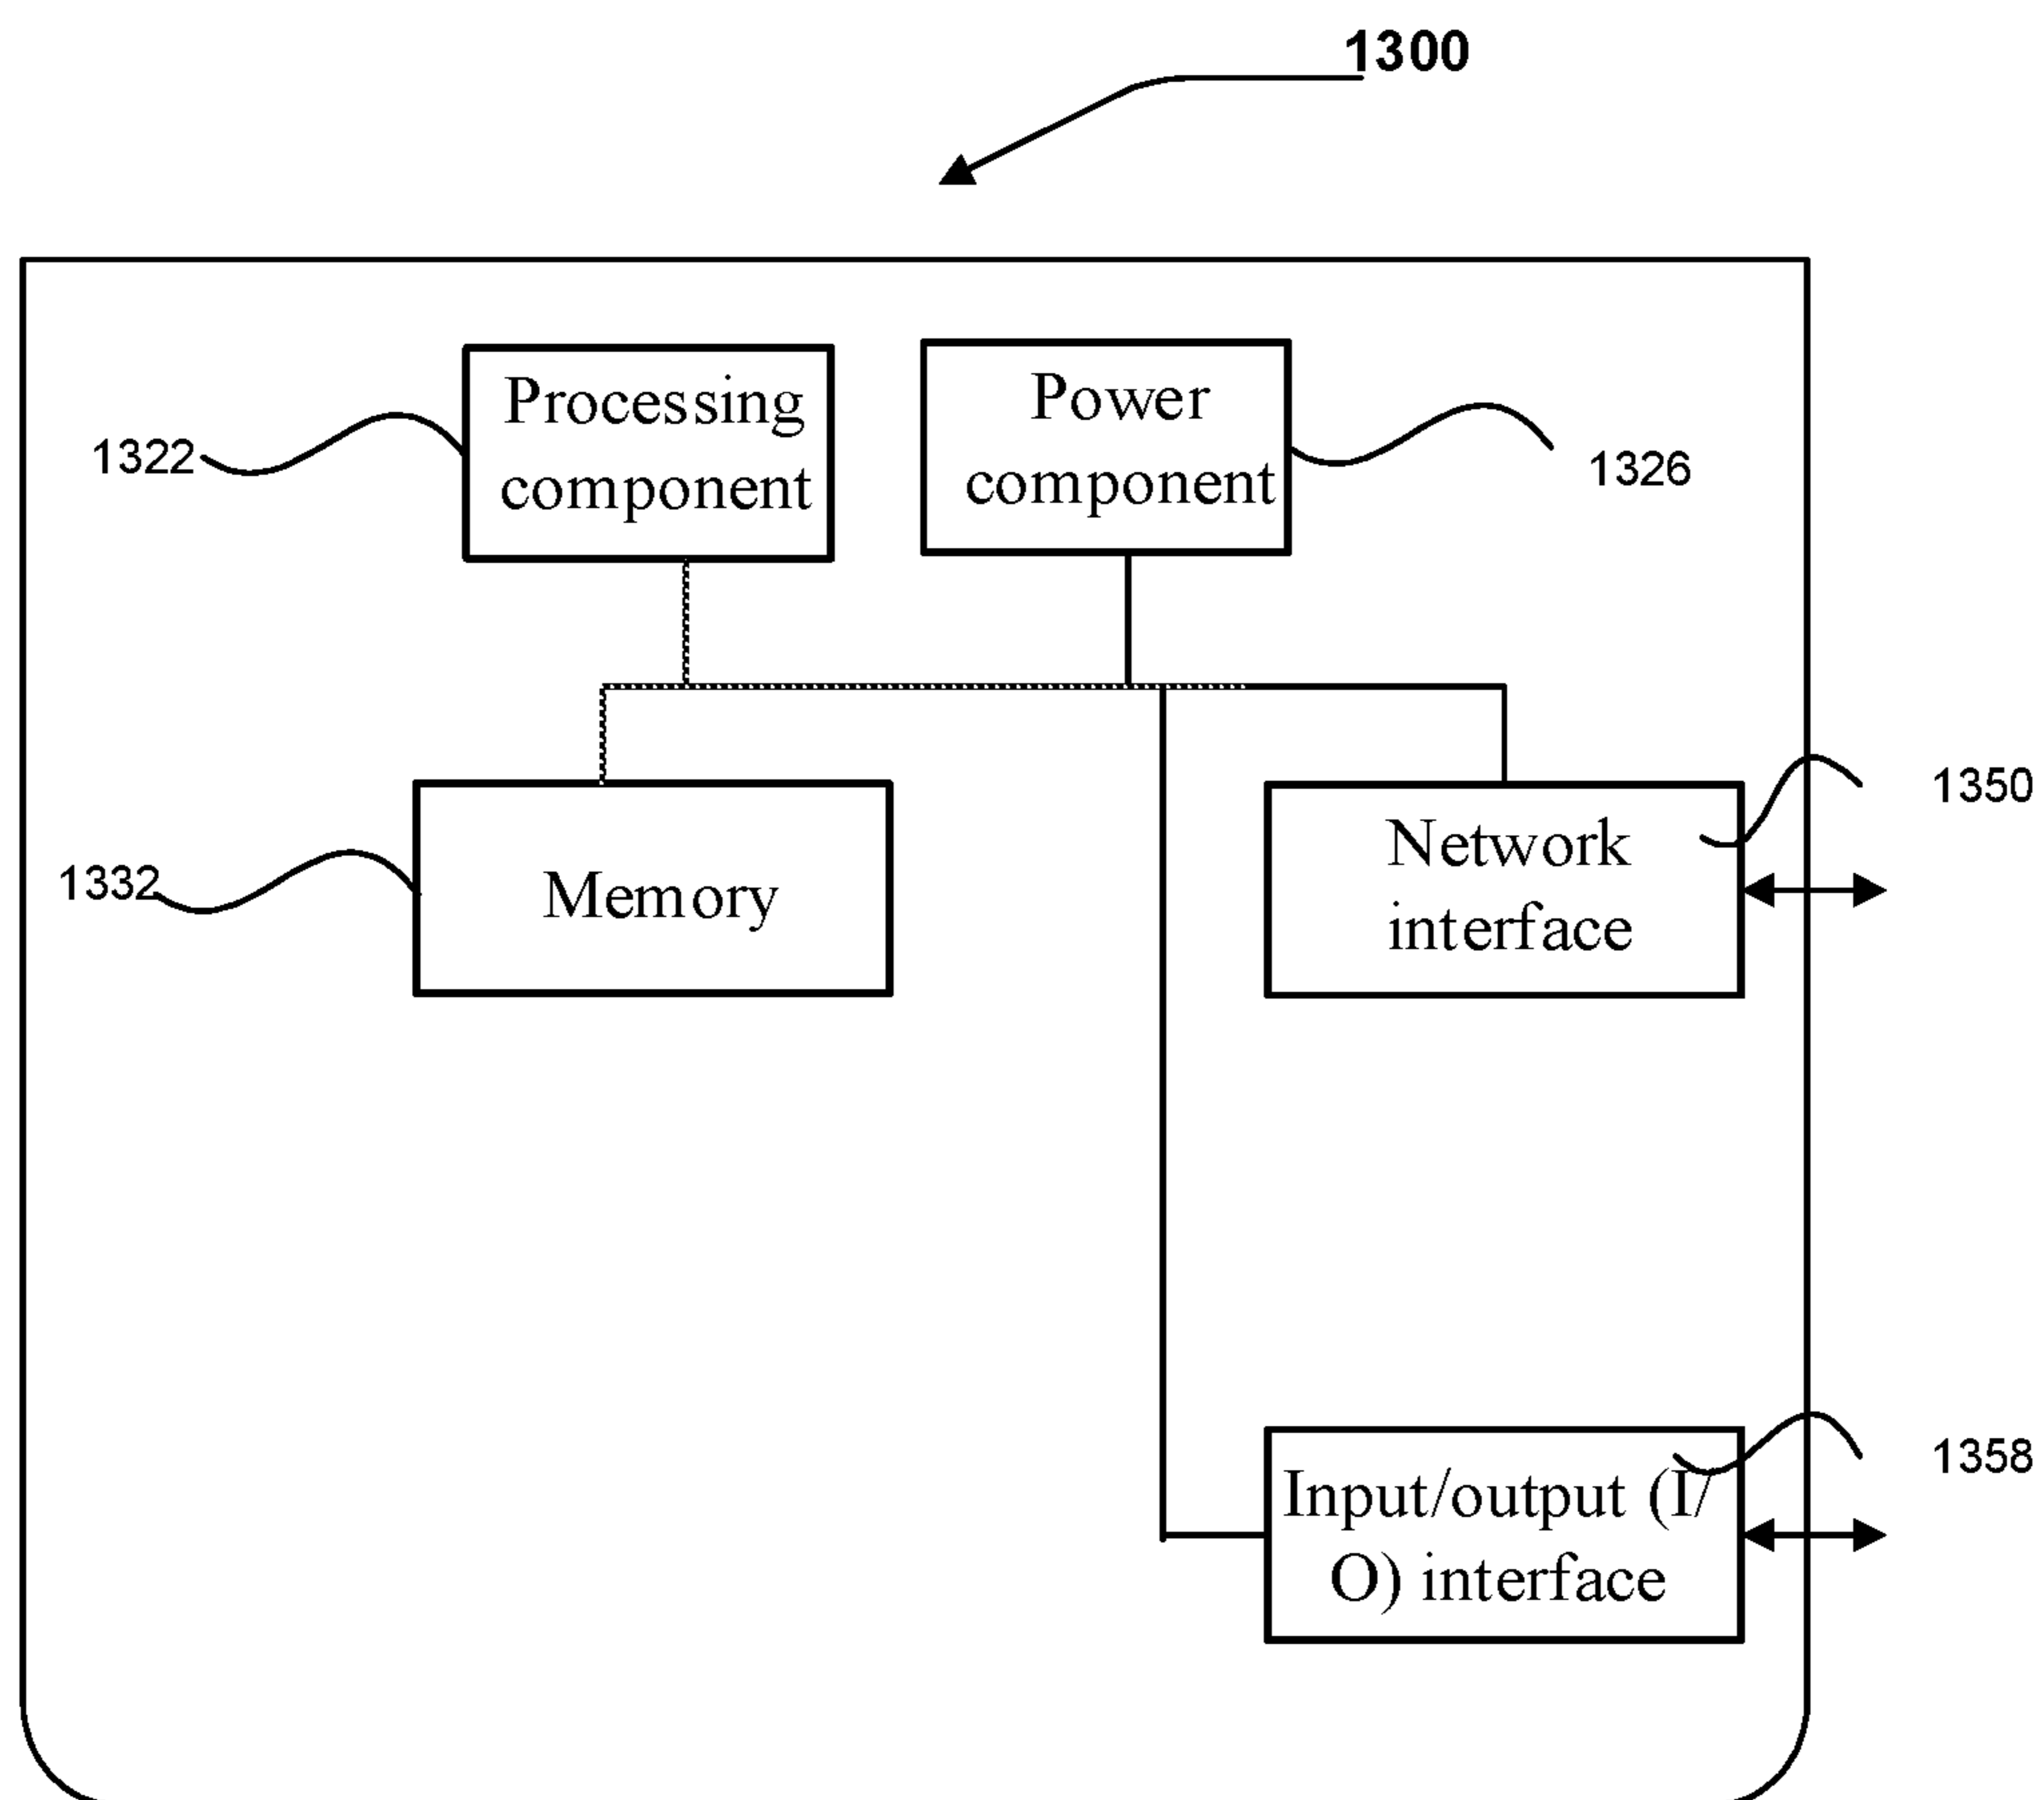 1300
Processing
component
Power
component
1322
1326
1350
Network
interface
1332
Memory
1358
Input/output (I/
O) interface